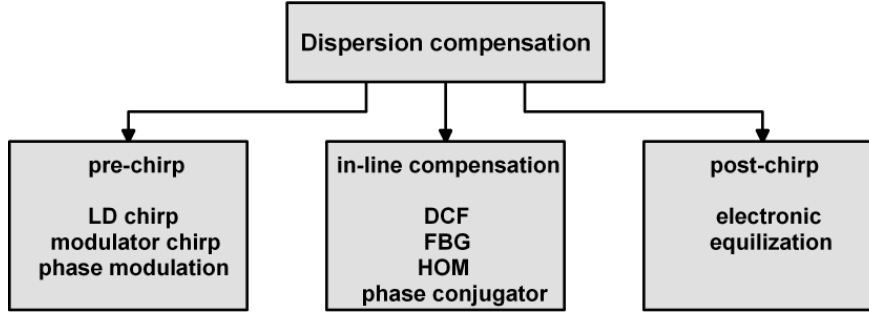 Dispersion compensation
pre-chirp
LD chirp
modulator chirp
phase modulation
in-line compensation
DCF
FBG
HOM
phase conjugator
post-chirp
electronic
equilization